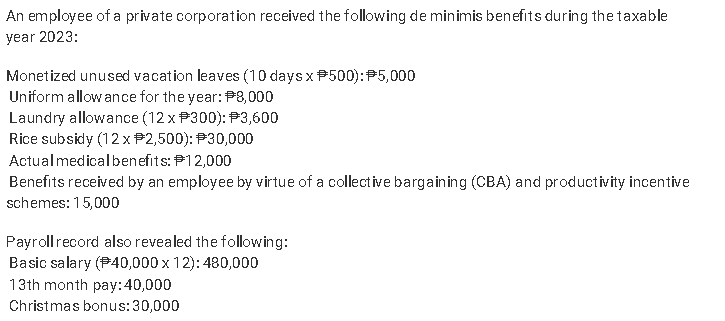 An employee of a private corporation received the following de minimis benefits during the taxable
year 2023:
Monetized unused vacation leaves (10 days x ₱500): ₱5,000
Uniform allowance for the year: ₱8,000
Laundry allowance (12 x ₱300): ₱3,600
Rice subsidy (12 x ₱2,500): ₱30,000
Actual medical benefits: ₱12,000
Benefits received by an employee by virtue of a collective bargaining (CBA) and productivity incentive
schemes: 15,000
Payroll record also revealed the following:
Basic salary (₱40,000 x 12): 480,000
13th month pay: 40,000
Christmas bonus: 30,000